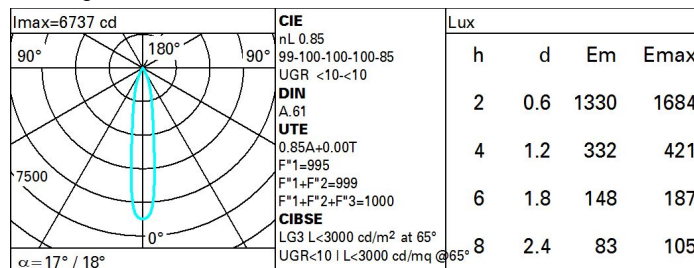 Imax=6737 cd
90°
180°
90°
7500
0°
α=17° / 18°
CIE
nL 0.85
99-100-100-100-85
UGR <10-<10
DIN
A.61
UTE
0.85A+0.00T
F"1=995
F"1+F"2=999
F"1+F"2+F"3=1000
CIBSE
LG3 L<3000 cd/m² at 65°
UGR<10 | L<3000 cd/mq @65°
Lux
h d Em Emax
2 0.6 1330 1684
4 1.2 332 421
6 1.8 148 187
8 2.4 83 105